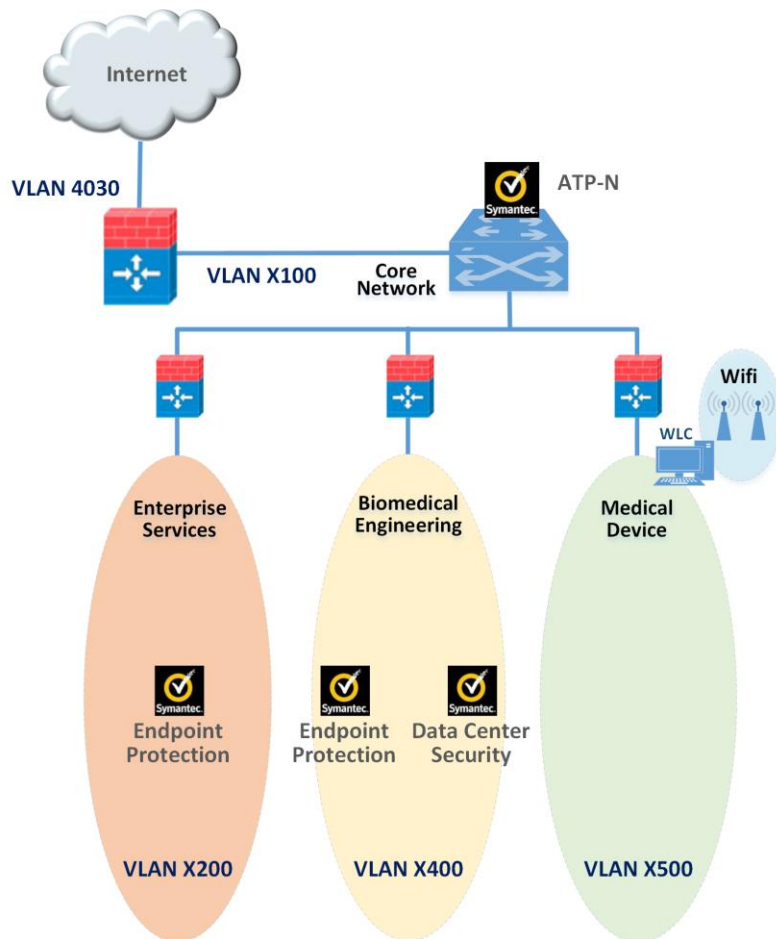 Internet
VLAN 4030
Symantec.
ATP-N
VLAN X100
Core
Network
Wifi
WLC
Enterprise
Services
Biomedical
Engineering
Medical
Device
Symantec.
Symantec.
Symantec.
Endpoint
Protection
Endpoint
Protection
Data Center
Security
VLAN X200
VLAN X400
VLAN X500